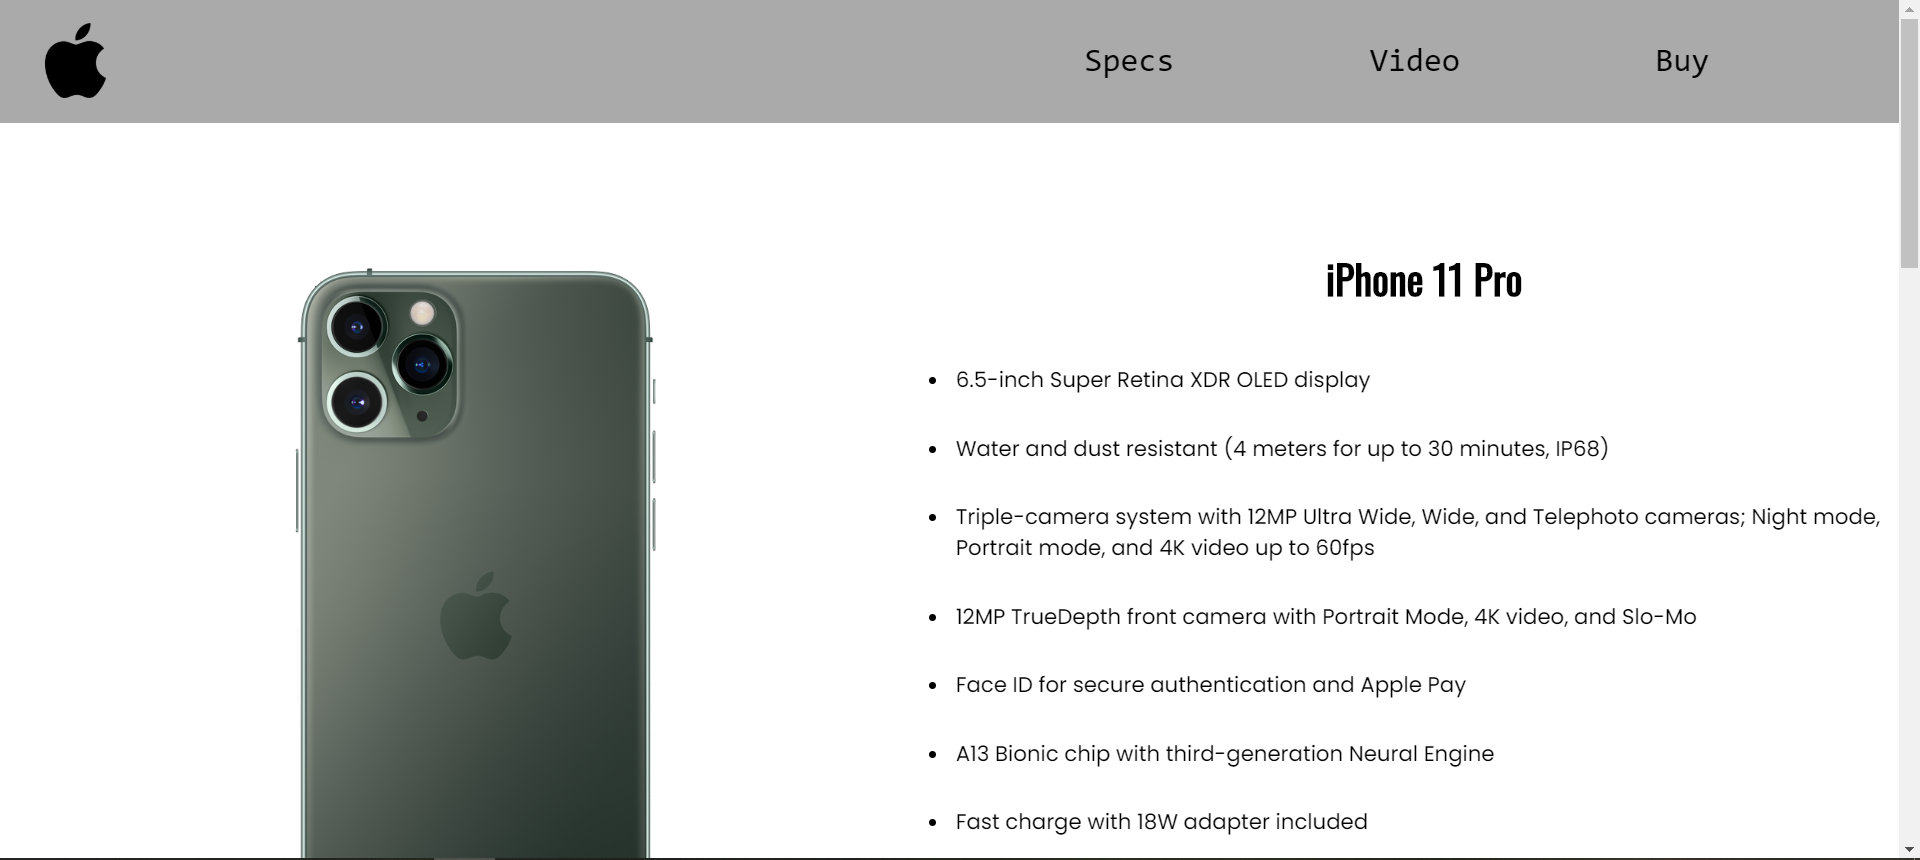 Specs Video Buy
iPhone 11 Pro
6.5-inch Super Retina XDR OLED display
Water and dust resistant (4 meters for up to 30 minutes, IP68)
Triple-camera system with 12MP Ultra Wide, Wide, and Telephoto cameras; Night mode,
Portrait mode, and 4K video up to 60fps
12MP TrueDepth front camera with Portrait Mode, 4K video, and Slo-Mo
Face ID for secure authentication and Apple Pay
A13 Bionic chip with third-generation Neural Engine
Fast charge with 18W adapter included